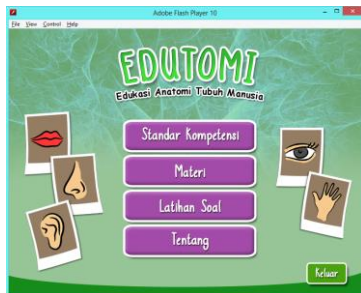 Adobe Flash Player 10
File View Control Help
EDUTOMI
Edukasi Anatomi Tubuh Manusia
Standar Kompetensi
Materi
Latihan Soal
Tentang
Keluar